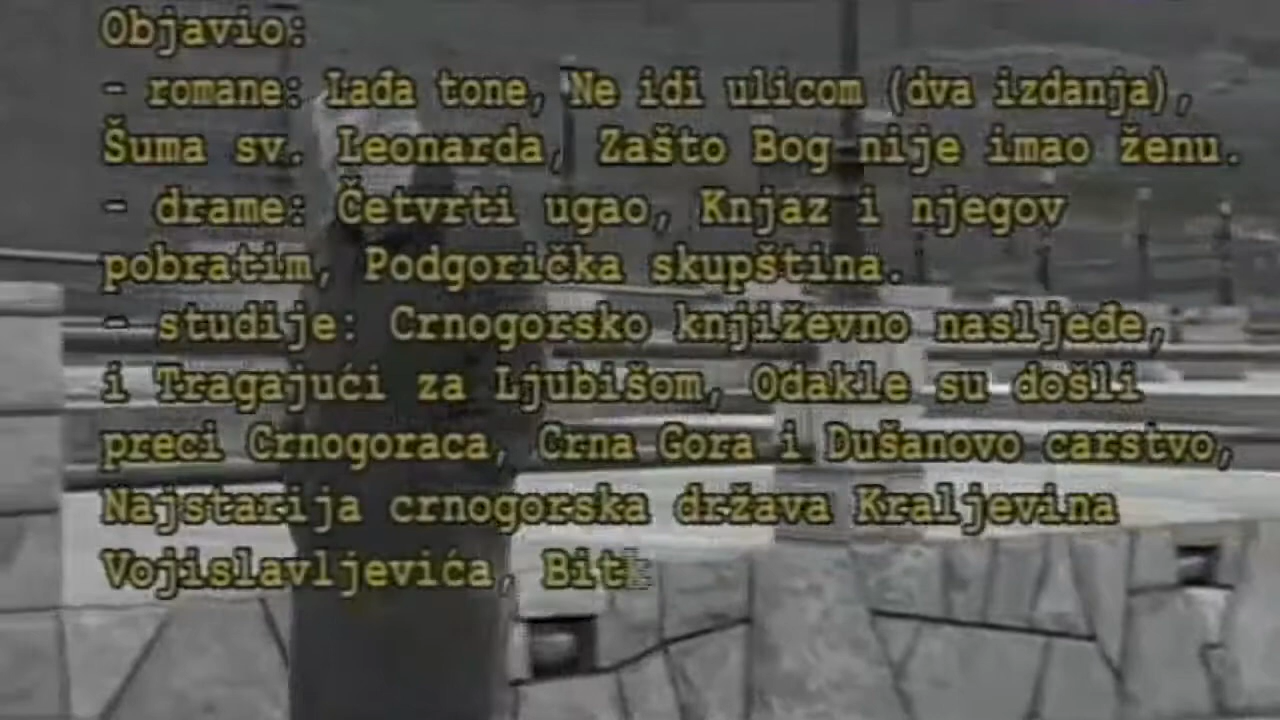 Objavio:
- romane: Lađa tone, Ne idi ulicom (dva izdanja),
Šuma sv. Leonarda, Zašto Bog nije imao ženu.
- drame: Četvrti ugao, Knjaz i njegov
pobratim, Podgorička skupština.
- studije: Crnogorsko književno nasljeđe,
i Tragajući za Ljubišom, Odakle su došli
preci Crnogoraca, Crna Gora i Dušanovo carstvo,
Najstarija crnogorska država Kraljevina
Vojislavljevića,